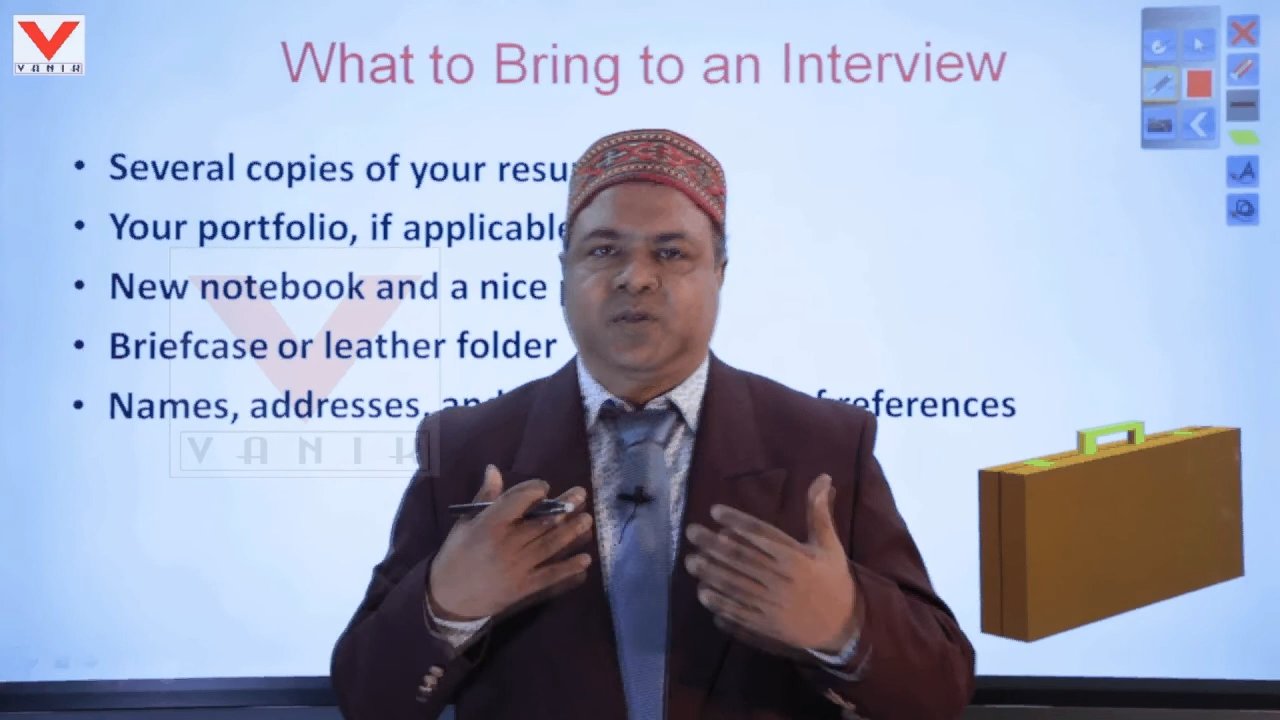 VANIK
What to Bring to an Interview
• Several copies of your
• Your portfolio, if applicable
• New notebook and a nice
• Briefcase or leather folder
• Names, addresses, references
VANIK
A